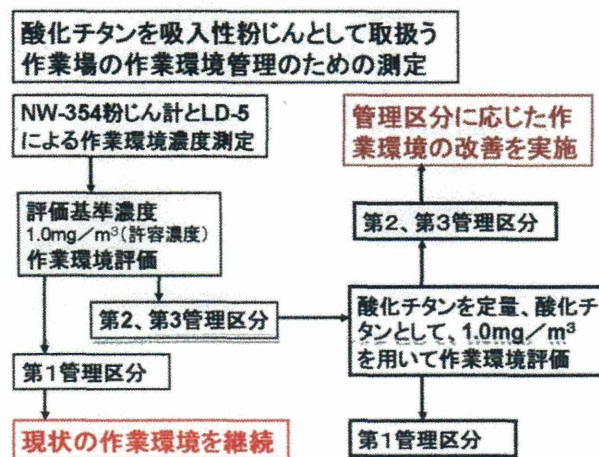 酸化チタンを吸入性粉じんとして取扱う
作業場の作業環境管理のための測定
NW-354粉じん計とLD-5
による作業環境濃度測定
管理区分に応じた作
業環境の改善を実施
評価基準濃度
1.0mg/m³(許容濃度)
作業環境評価
第2、第3管理区分
第2、第3管理区分
酸化チタンを定量、酸化チ
タンとして、1.0mg/m³
を用いて作業環境評価
第1管理区分
現状の作業環境を継続
第1管理区分